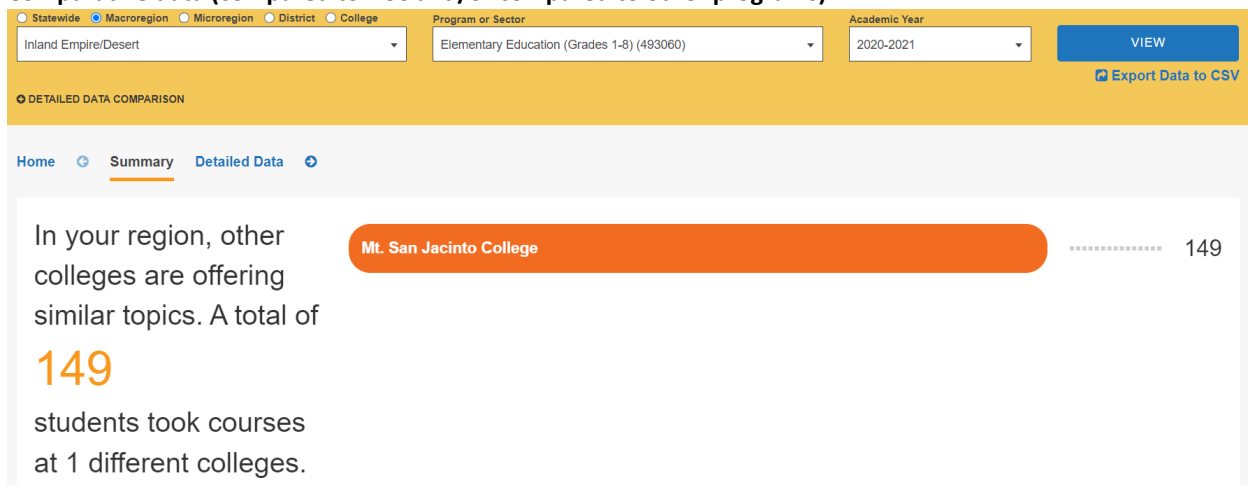 Statewide Macroregion Microregion District College Program or Sector Academic Year
Inland Empire/Desert Elementary Education (Grades 1-8) (493060) 2020-2021 VIEW
Export Data to CSV
DETAILED DATA COMPARISON
Home Summary Detailed Data
In your region, other
colleges are offering
similar topics. A total of
149
students took courses
at 1 different colleges.
Mt. San Jacinto College 149